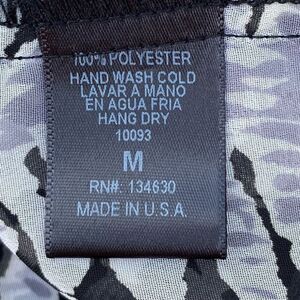 100% POLYESTER
HAND WASH COLD
LAVAR A MANO
EN AGUA FRIA
HANG DRY
10093
M
RN#: 134630
MADE IN U.S.A.